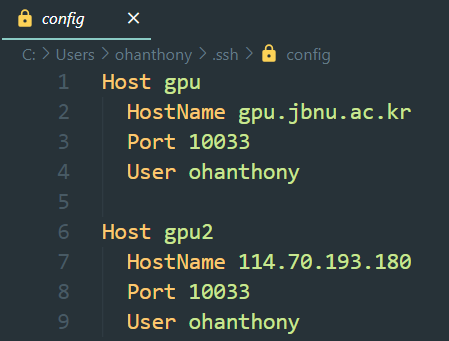 config
C: > Users > ohanthony > .ssh > config
1 Host gpu
2 HostName gpu.jbnu.ac.kr
3 Port 10033
4 User ohanthony
5
6 Host gpu2
7 HostName 114.70.193.180
8 Port 10033
9 User ohanthony